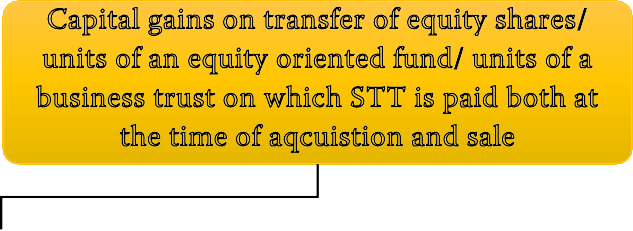 Capital gains on transfer of equity shares/
units of an equity oriented fund/ units of a
business trust on which STT is paid both at
the time of aqcuistion and sale